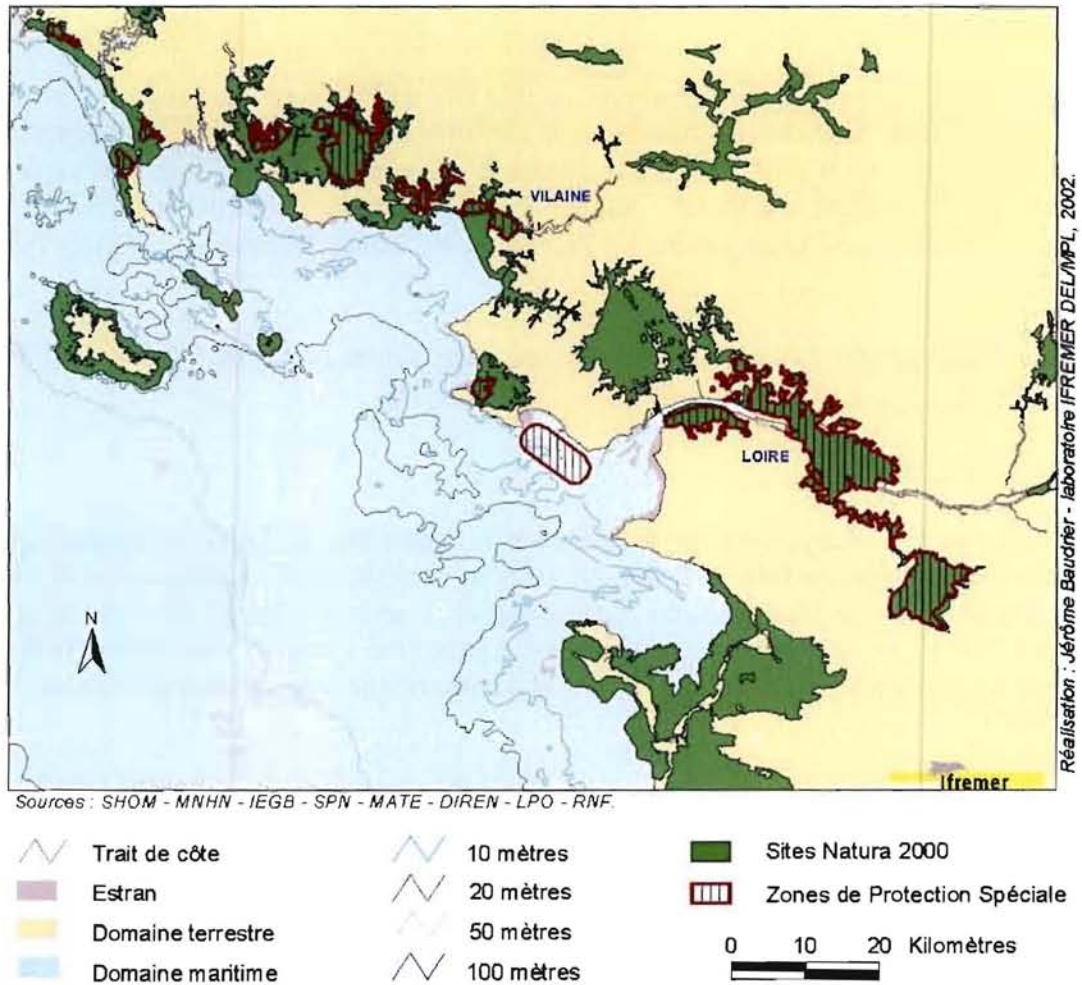 VILAINE
LOIRE
N
Ifremer
Réalisation : Jérôme Baudrier - laboratoire IFREMER DEL/MPL, 2002.
Sources : SHOM - MNHN - IEGB - SPN - MATE - DIREN - LPO - RNF.
Trait de côte
Estran
Domaine terrestre
Domaine maritime
10 mètres
20 mètres
50 mètres
100 mètres
Sites Natura 2000
Zones de Protection Spéciale
0 10 20 Kilomètres